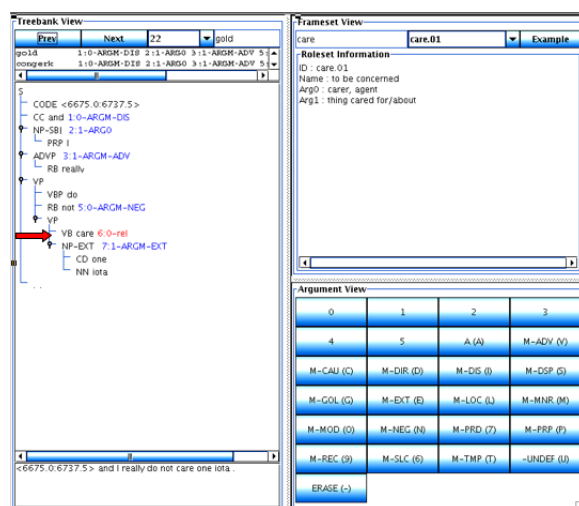 Treebank View
Prev Next 22 gold
gold 1:0-ARGM-DIS 2:1-ARG0 3:1-ARGM-ADV 5:
congerk 1:0-ARGM-DIS 2:1-ARG0 3:1-ARGM-ADV 5:
S
CODE <6675.0:6737.5>
CC and 1:0-ARGM-DIS
NP-SBJ 2:1-ARG0
PRP I
ADVP 3:1-ARGM-ADV
RB really
VP
VBP do
RB not 5:0-ARGM-NEG
VP
VB care 6:0-rel
NP-EXT 7:1-ARGM-EXT
CD one
NN iota
. .
<6675.0:6737.5> and I really do not care one iota .
Frameset View
care care.01 Example
Roleset Information
ID : care.01
Name : to be concerned
Arg0 : carer, agent
Arg1 : thing cared for/about
Argument View
0 1 2 3
4 5 A (A) M-ADV (V)
M-CAU (C) M-DIR (D) M-DIS (I) M-DSP (S)
M-GOL (G) M-EXT (E) M-LOC (L) M-MNR (M)
M-MOD (O) M-NEG (N) M-PRD (7) M-PRP (P)
M-REC (9) M-SLC (6) M-TMP (T) -UNDEF (U)
ERASE (-)